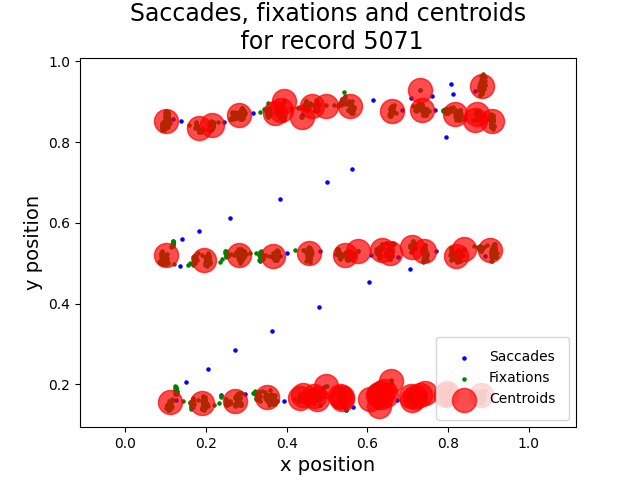 Saccades, fixations and centroids
for record 5071
1.0
0.8
0.6
0.4
0.2
y position
0.0 0.2 0.4 0.6 0.8 1.0
x position
Saccades
Fixations
Centroids